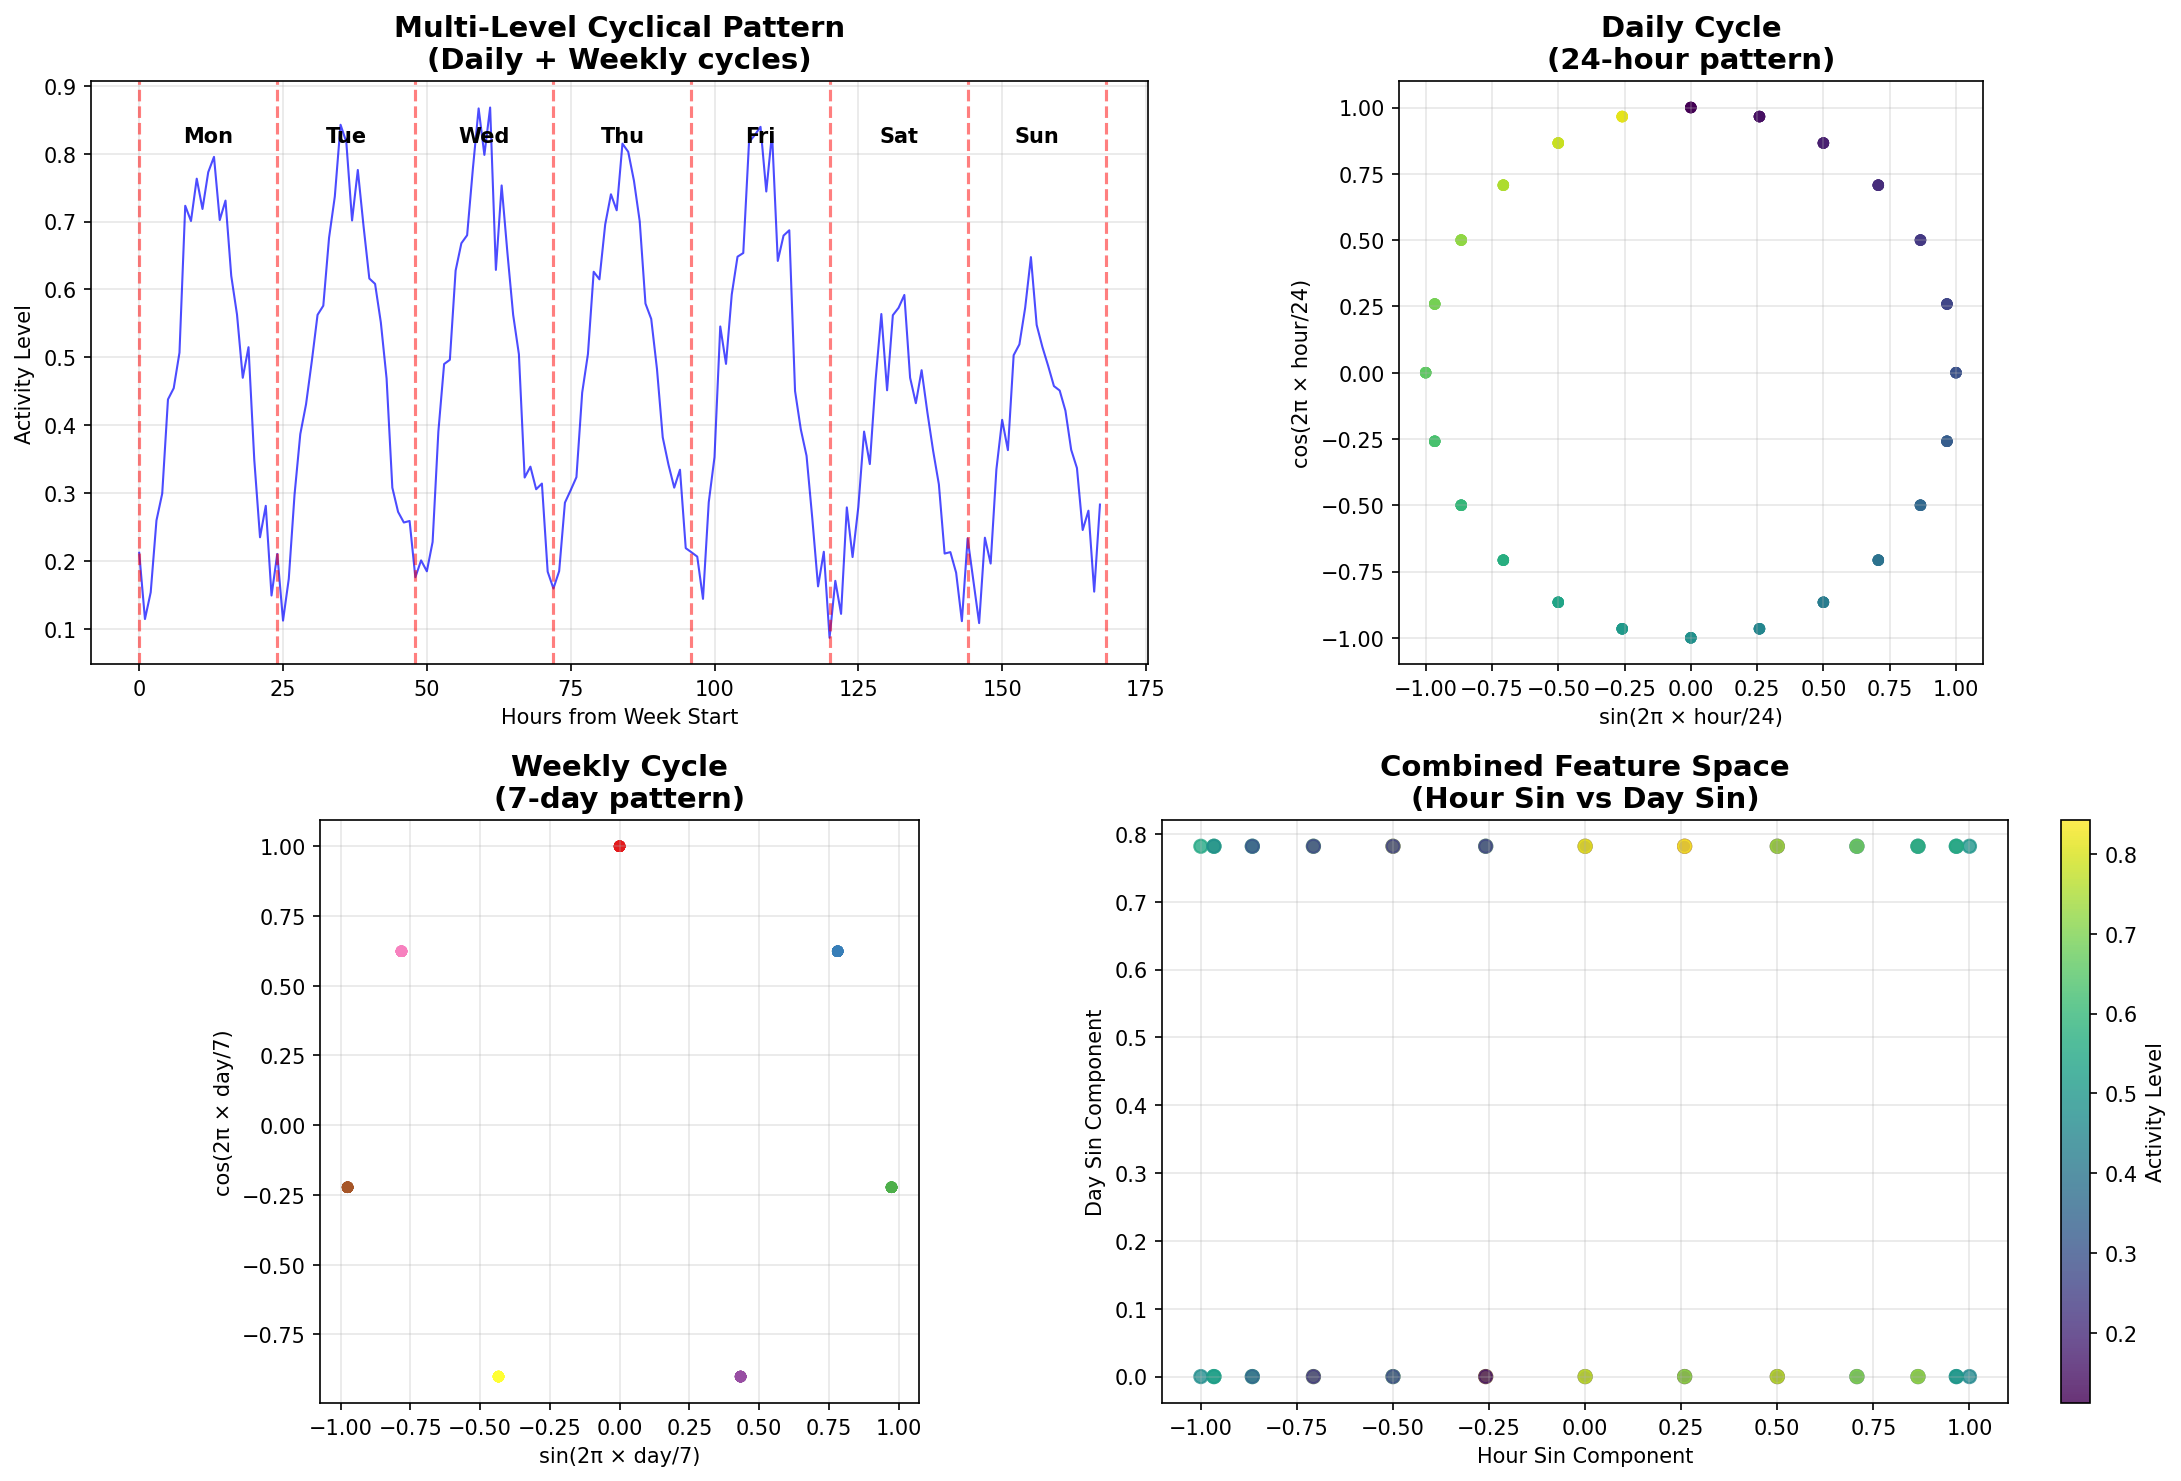 Multi-Level Cyclical Pattern
(Daily + Weekly cycles)
0.9
0.8
0.7
0.6
0.5
0.4
0.3
0.2
0.1
Activity Level
Mon Tue Wed Thu Fri Sat Sun
0 25 50 75 100 125 150 175
Hours from Week Start
Daily Cycle
(24-hour pattern)
1.00
0.75
0.50
0.25
0.00
−0.25
−0.50
−0.75
−1.00
cos(2π × hour/24)
−1.00 −0.75 −0.50 −0.25 0.00 0.25 0.50 0.75 1.00
sin(2π × hour/24)
Weekly Cycle
(7-day pattern)
1.00
0.75
0.50
0.25
0.00
−0.25
−0.50
−0.75
cos(2π × day/7)
−1.00 −0.75 −0.50 −0.25 0.00 0.25 0.50 0.75 1.00
sin(2π × day/7)
Combined Feature Space
(Hour Sin vs Day Sin)
0.8
0.7
0.6
0.5
0.4
0.3
0.2
0.1
0.0
Day Sin Component
−1.00 −0.75 −0.50 −0.25 0.00 0.25 0.50 0.75 1.00
Hour Sin Component
0.8
0.7
0.6
0.5
0.4
0.3
0.2
Activity Level